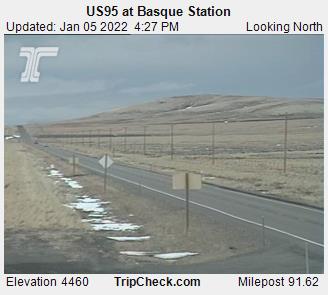 US95 at Basque Station
Updated: Jan 05 2022 4:27 PM Looking North
Elevation 4460 TripCheck.com Milepost 91.62